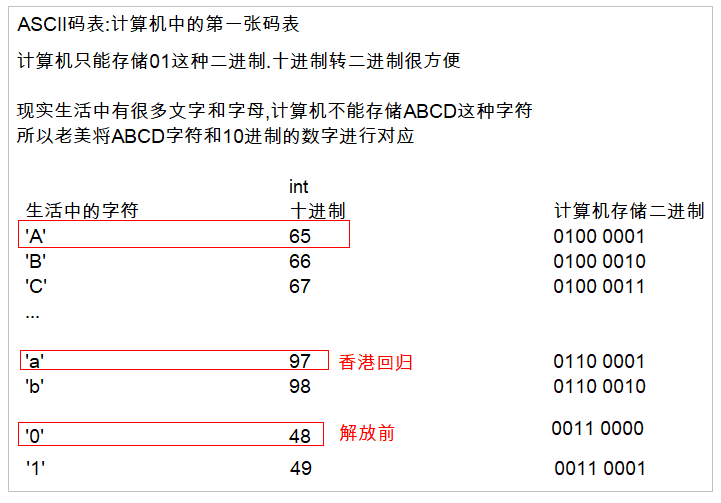 ASCII码表:计算机中的第一张码表
计算机只能存储01这种二进制.十进制转二进制很方便
现实生活中有很多文字和字母,计算机不能存储ABCD这种字符
所以老美将ABCD字符和10进制的数字进行对应
int
生活中的字符 十进制 计算机存储二进制
'A' 65 0100 0001
'B' 66 0100 0010
'C' 67 0100 0011
...
'a' 97 香港回归 0110 0001
'b' 98 0110 0010
'0' 48 解放前 0011 0000
'1' 49 0011 0001